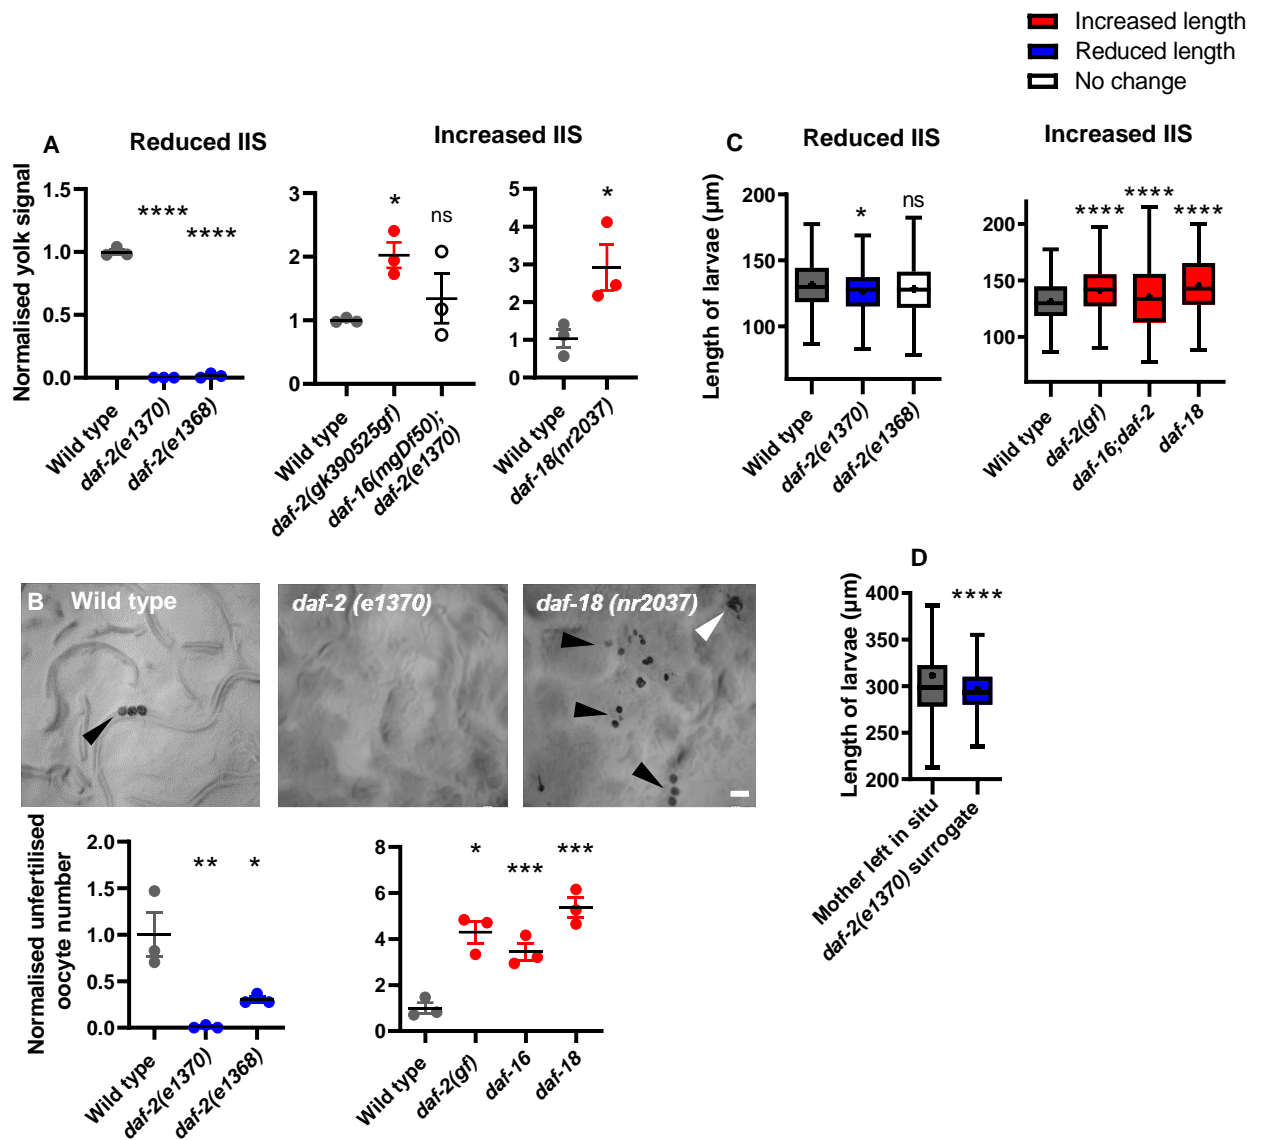 Increased length
Reduced length
No change
A
Reduced IIS
Increased IIS
Normalised yolk signal
1.5
1.0
0.5
0.0
****
****
Wild type
daf-2(e1370)
daf-2(e1368)
3
2
1
0
*
ns
Wild type
daf-2(gk390525gf)
daf-16(mgDf50);
daf-2(e1370)
5
4
3
2
1
0
*
Wild type
daf-18(nr2037)
C
Reduced IIS
Increased IIS
Length of larvae (µm)
200
150
100
*
ns
Wild type
daf-2(e1370)
daf-2(e1368)
200
150
100
****
****
****
Wild type
daf-2(gf)
daf-16;daf-2
daf-18
B
Wild type
daf-2 (e1370)
daf-18 (nr2037)
Normalised unfertilised
oocyte number
2.0
1.5
1.0
0.5
0.0
**
*
Wild type
daf-2(e1370)
daf-2(e1368)
8
6
4
2
0
*
***
***
Wild type
daf-2(gf)
daf-16
daf-18
D
Length of larvae (µm)
400
350
300
250
200
****
Mother left in situ
daf-2(e1370) surrogate